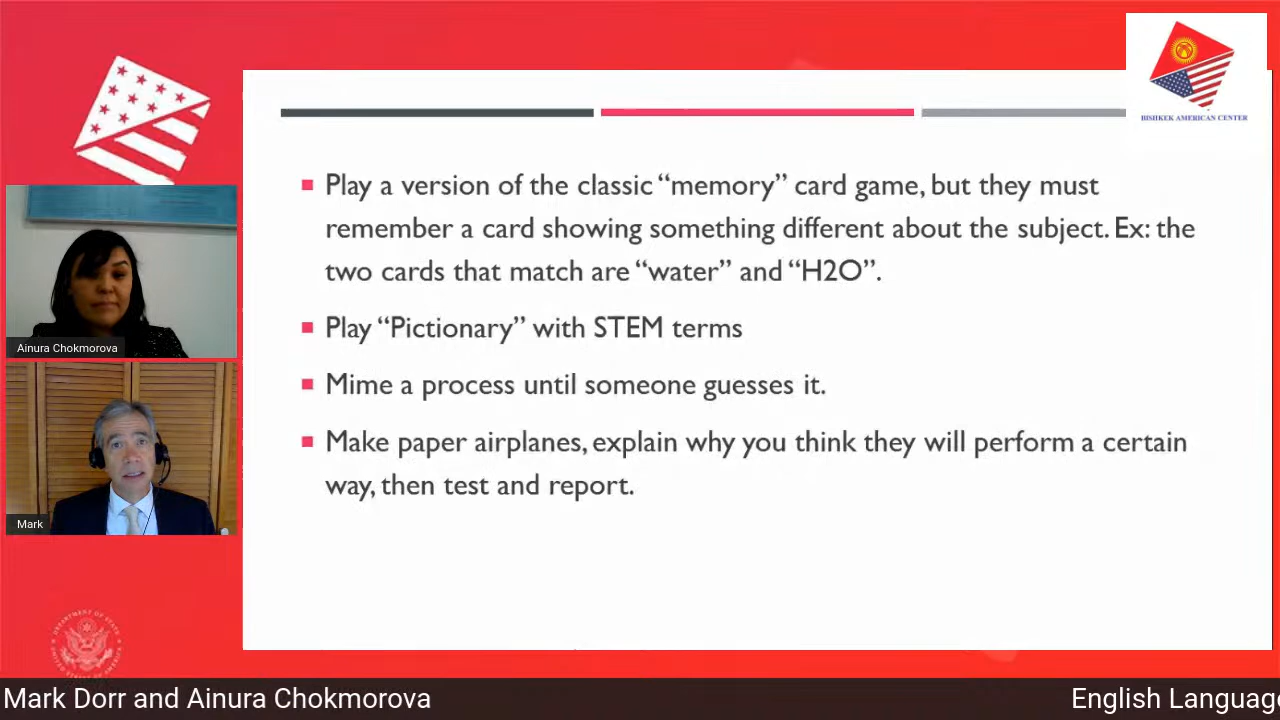 BISHKEK AMERICAN CENTER
Play a version of the classic “memory” card game, but they must
remember a card showing something different about the subject. Ex: the
two cards that match are “water” and “H2O”.
Play “Pictionary” with STEM terms
Mime a process until someone guesses it.
Make paper airplanes, explain why you think they will perform a certain
way, then test and report.
Ainura Chokmorova
Mark
Mark Dorr and Ainura Chokmorova
English Languag